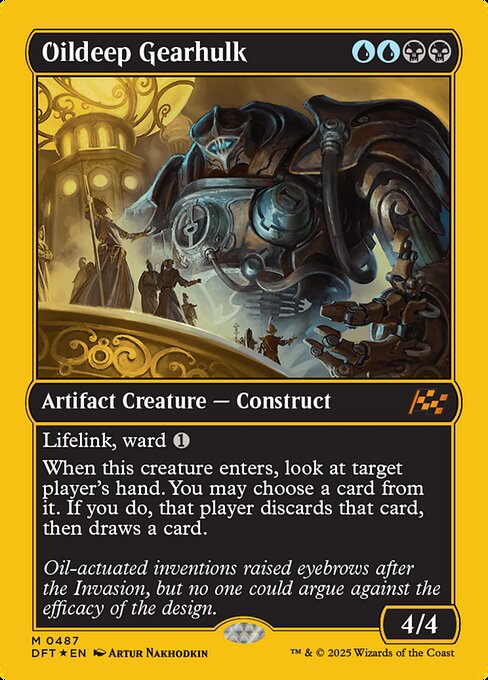 Oildeep Gearhulk
Artifact Creature — Construct
Lifelink, ward 1
When this creature enters, look at target
player's hand. You may choose a card from
it. If you do, that player discards that card,
then draws a card.
Oil-actuated inventions raised eyebrows after
the Invasion, but no one could argue against the
efficacy of the design.
4/4
M 0487
DFT★EN Artur Nakhodkin
™ & © 2025 Wizards of the Coast